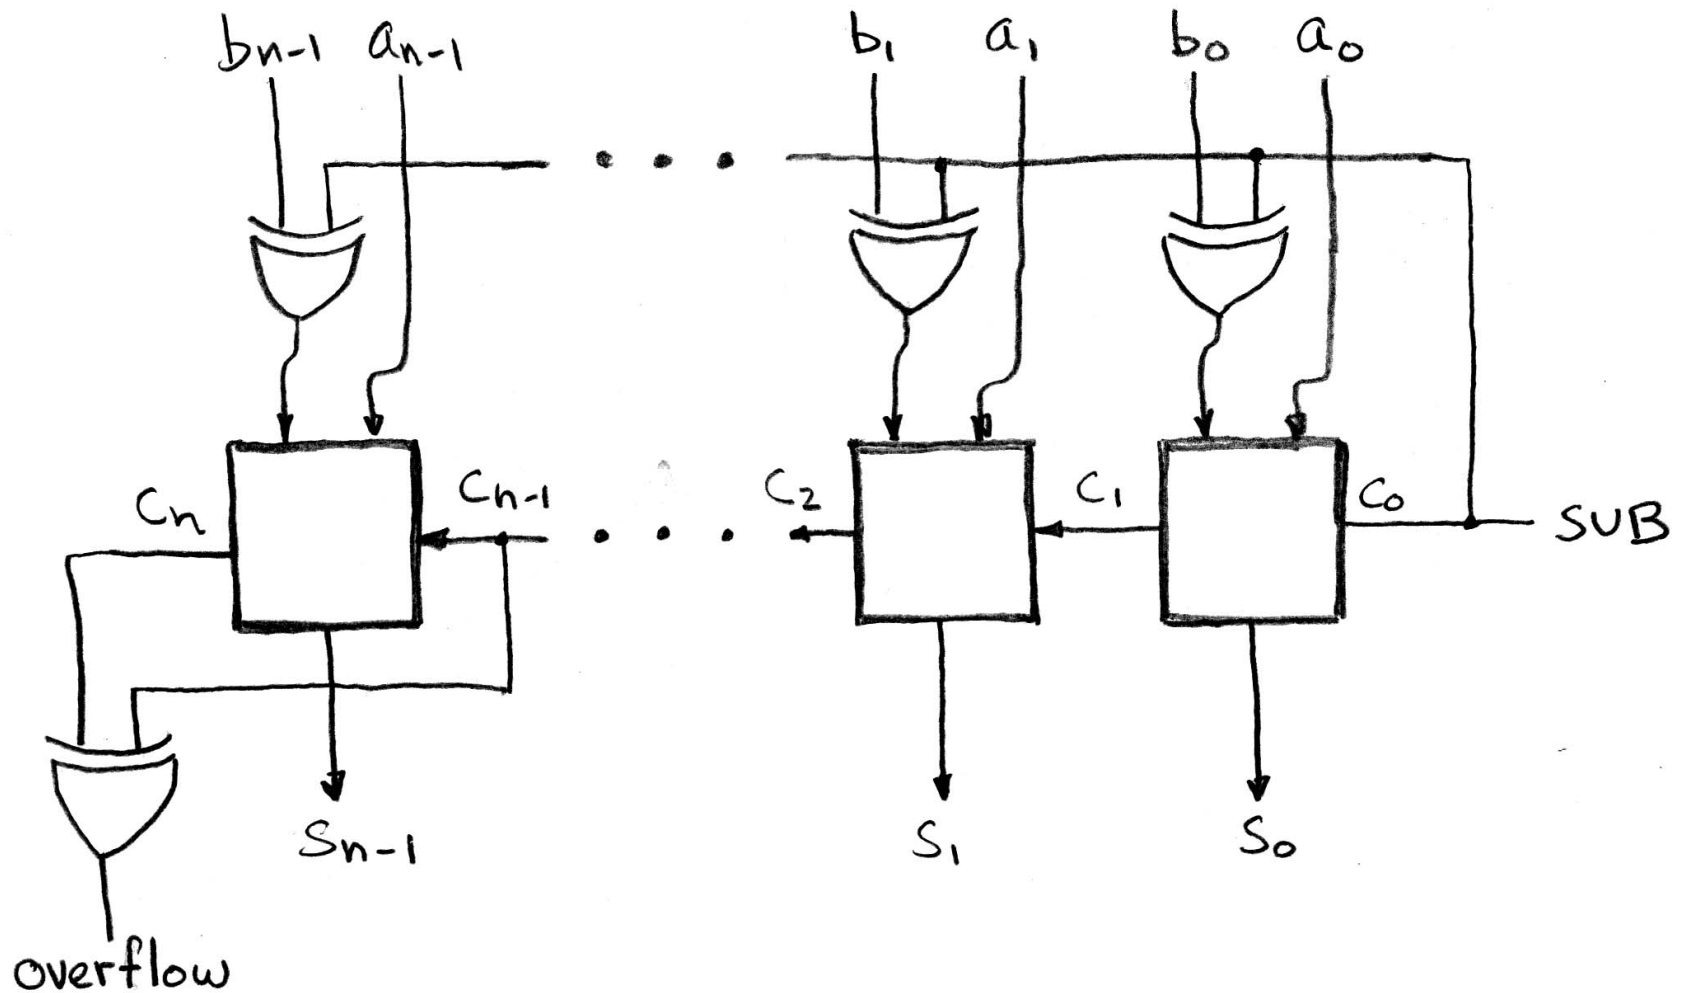 bn-1 an-1 b1 a1 b0 a0
Cn Cn-1 C2 C1 C0 SUB
Sn-1 S1 S0
overflow